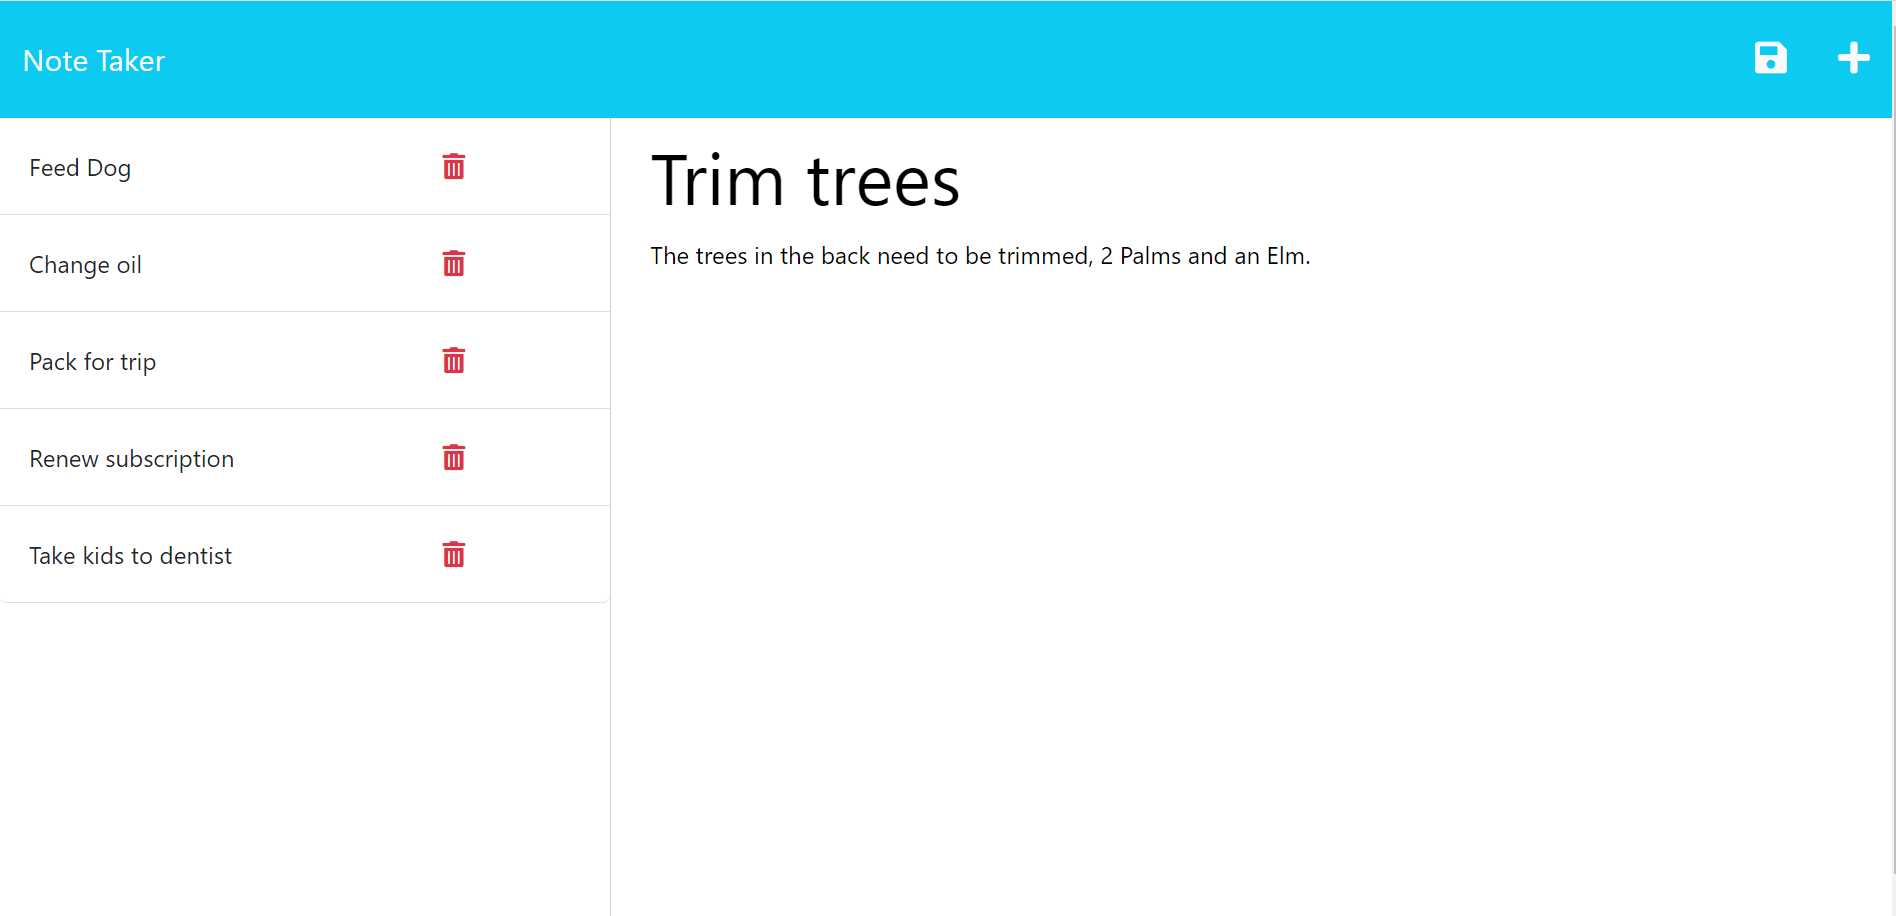 Note Taker
Feed Dog
Change oil
Pack for trip
Renew subscription
Take kids to dentist
Trim trees
The trees in the back need to be trimmed, 2 Palms and an Elm.